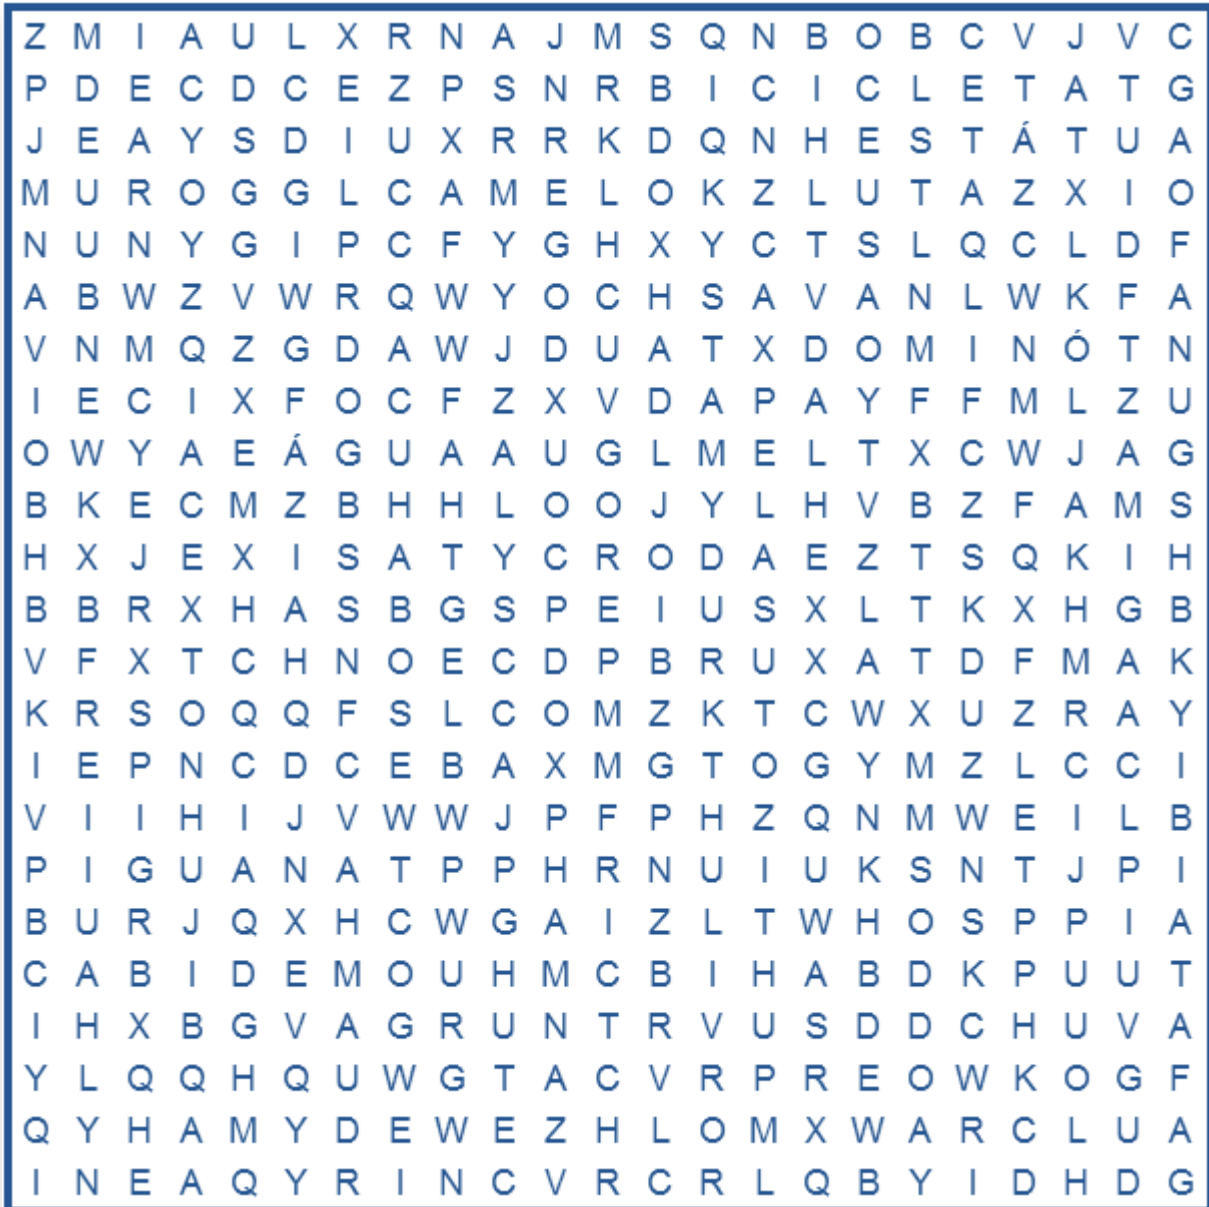 Z M I A U L X R N A J M S Q N B O B C V J V C
P D E C D C E Z P S N R B I C I C L E T A T G
J E A Y S D I U X R R K D Q N H E S T Á T U A
M U R O G G L C A M E L O K Z L U T A Z X I O
N U N Y G I P C F Y G H X Y C T S L Q C L D F
A B W Z V W R Q W Y O C H S A V A N L W K F A
V N M Q Z G D A W J D U A T X D O M I N Ó T N
I E C I X F O C F Z X V D A P A Y F F M L Z U
O W Y A E Á G U A A U G L M E L T X C W J A G
B K E C M Z B H H L O O J Y L H V B Z F A M S
H X J E X I S A T Y C R O D A E Z T S Q K I H
B B R X H A S B G S P E I U S X L T K X H G B
V F X T C H N O E C D P B R U X A T D F M A K
K R S O Q Q F S L C O M Z K T C W X U Z R A Y
I E P N C D C E B A X M G T O G Y M Z L C C I
V I I H I J V W W J P F P H Z Q N M W E I L B
P I G U A N A T P P H R N U I U K S N T J P I
B U R J Q X H C W G A I Z L T W H O S P P I A
C A B I D E M O U H M C B I H A B D K P U U T
I H X B G V A G R U N T R V U S D D C H U V A
Y L Q Q H Q U W G T A C V R P R E O W K O G F
Q Y H A M Y D E W E Z H L O M X W A R C L U A
I N E A Q Y R I N C V R C R L Q B Y I D H D G